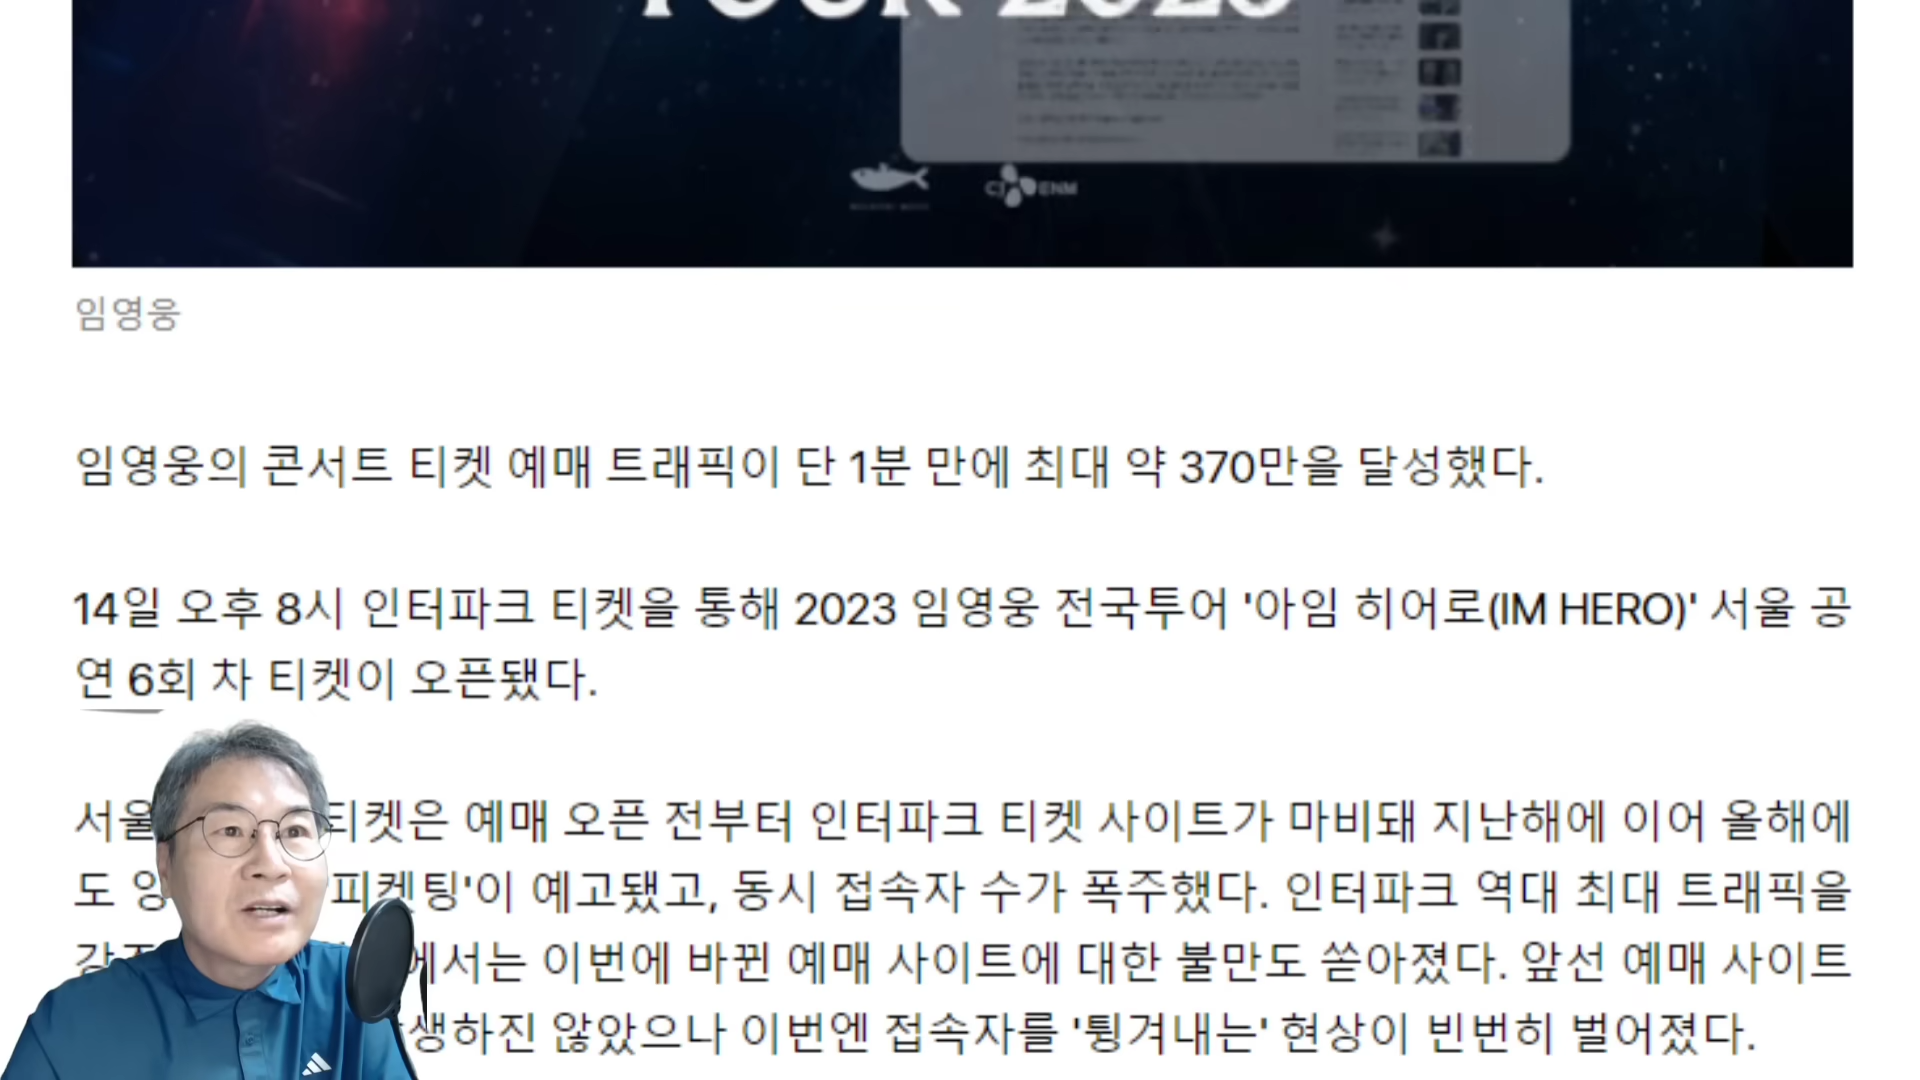 TOUR 2023
CJ ENM
임영웅
임영웅의 콘서트 티켓 예매 트래픽이 단 1분 만에 최대 약 370만을 달성했다.
14일 오후 8시 인터파크 티켓을 통해 2023 임영웅 전국투어 '아임 히어로(IM HERO)' 서울 공
연 6회 차 티켓이 오픈됐다.
서울 티켓은 예매 오픈 전부터 인터파크 티켓 사이트가 마비돼 지난해에 이어 올해에
도 '피켓팅'이 예고됐고, 동시 접속자 수가 폭주했다. 인터파크 역대 최대 트래픽을
에서는 이번에 바뀐 예매 사이트에 대한 불만도 쏟아졌다. 앞선 예매 사이트
생하진 않았으나 이번엔 접속자를 '튕겨내는' 현상이 빈번히 벌어졌다.